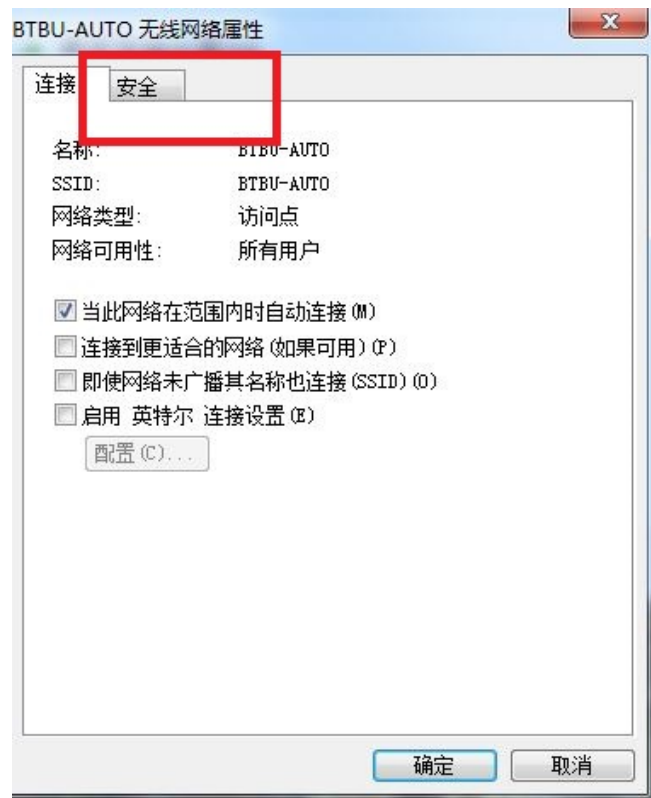 BTBU-AUTO 无线网络属性
连接 安全
名称: BTBU-AUTO
SSID: BTBU-AUTO
网络类型: 访问点
网络可用性: 所有用户
当此网络在范围内时自动连接(M)
连接到更适合的网络(如果可用)(P)
即使网络未广播其名称也连接(SSID)(O)
启用 英特尔 连接设置(E)
配置(C)...
确定 取消